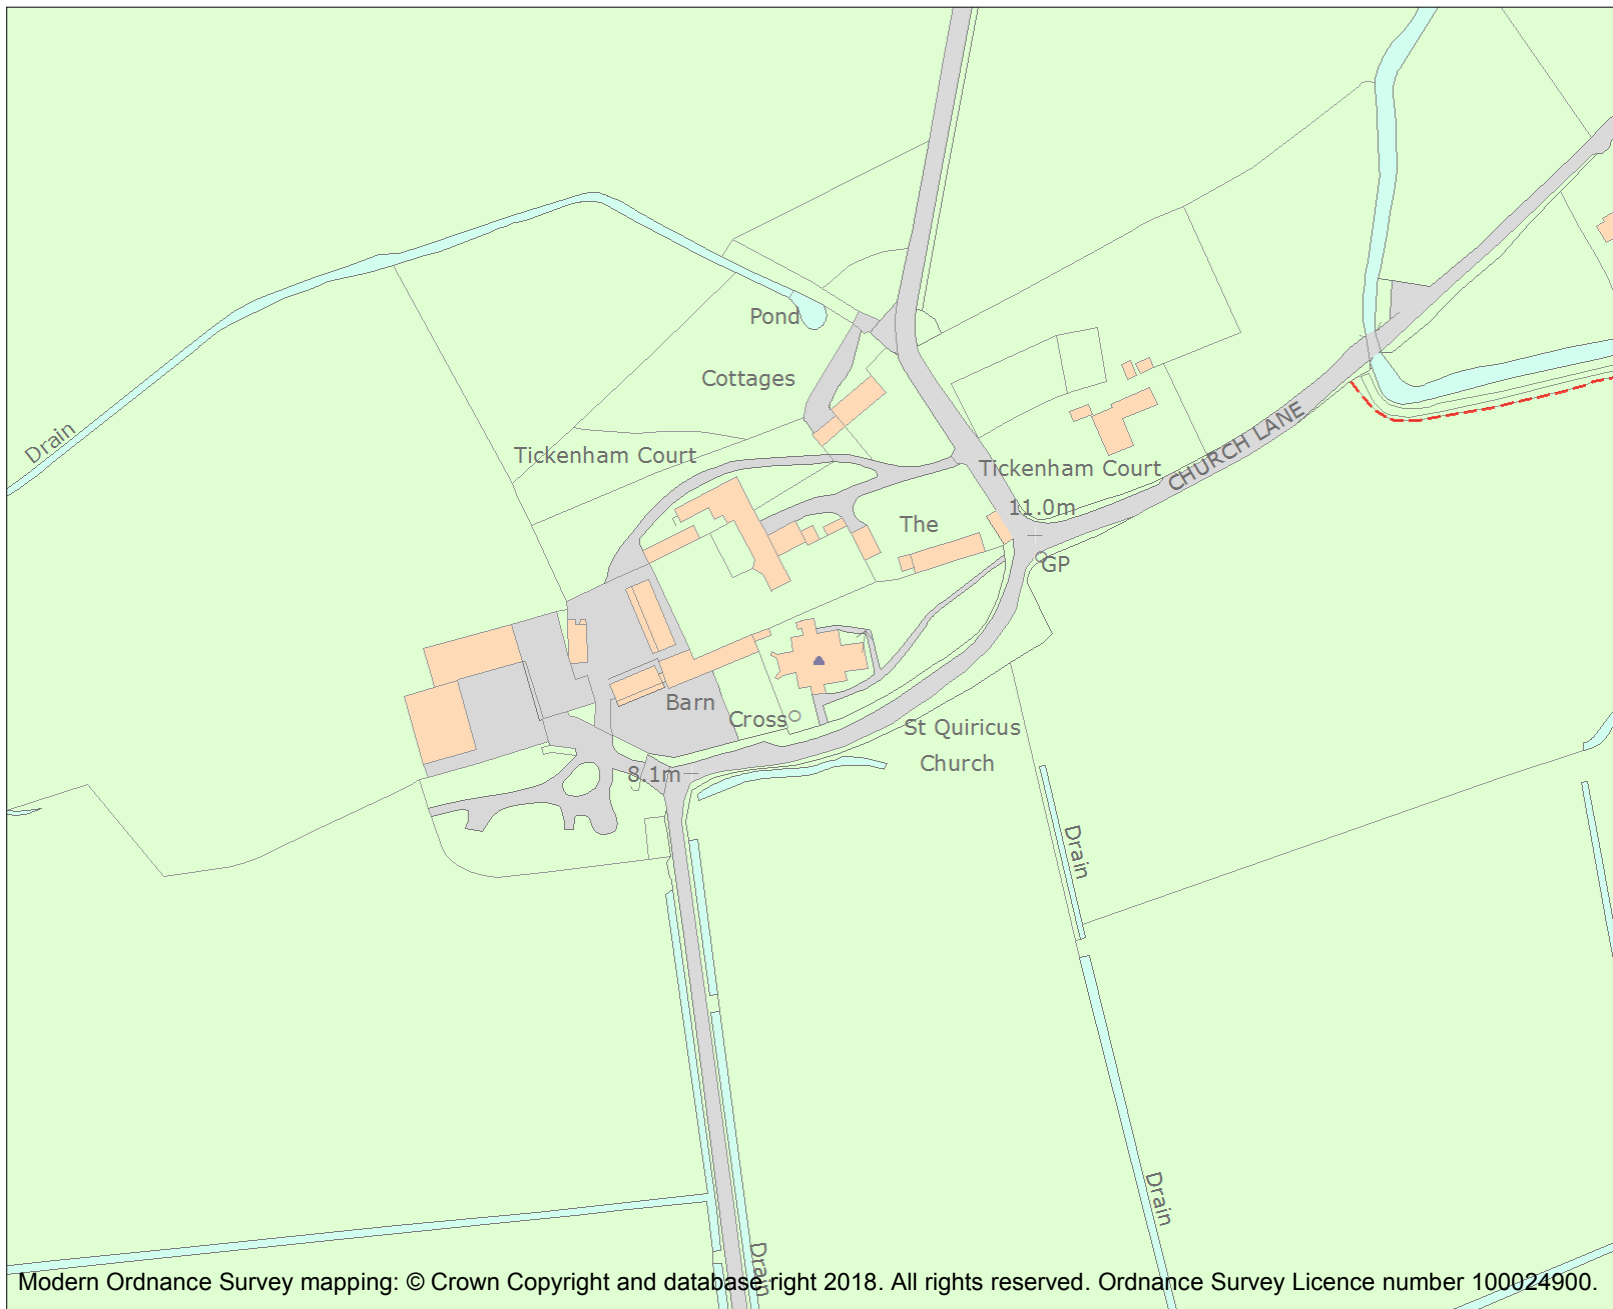 Pond
Cottages
Drain
Tickenham Court
Tickenham Court
CHURCH LANE
11.0m
The
GP
Barn
Cross
St Quiricus
Church
8.1m
Drain
Drain
Drain
Modern Ordnance Survey mapping: © Crown Copyright and database right 2018. All rights reserved. Ordnance Survey Licence number 100024900.